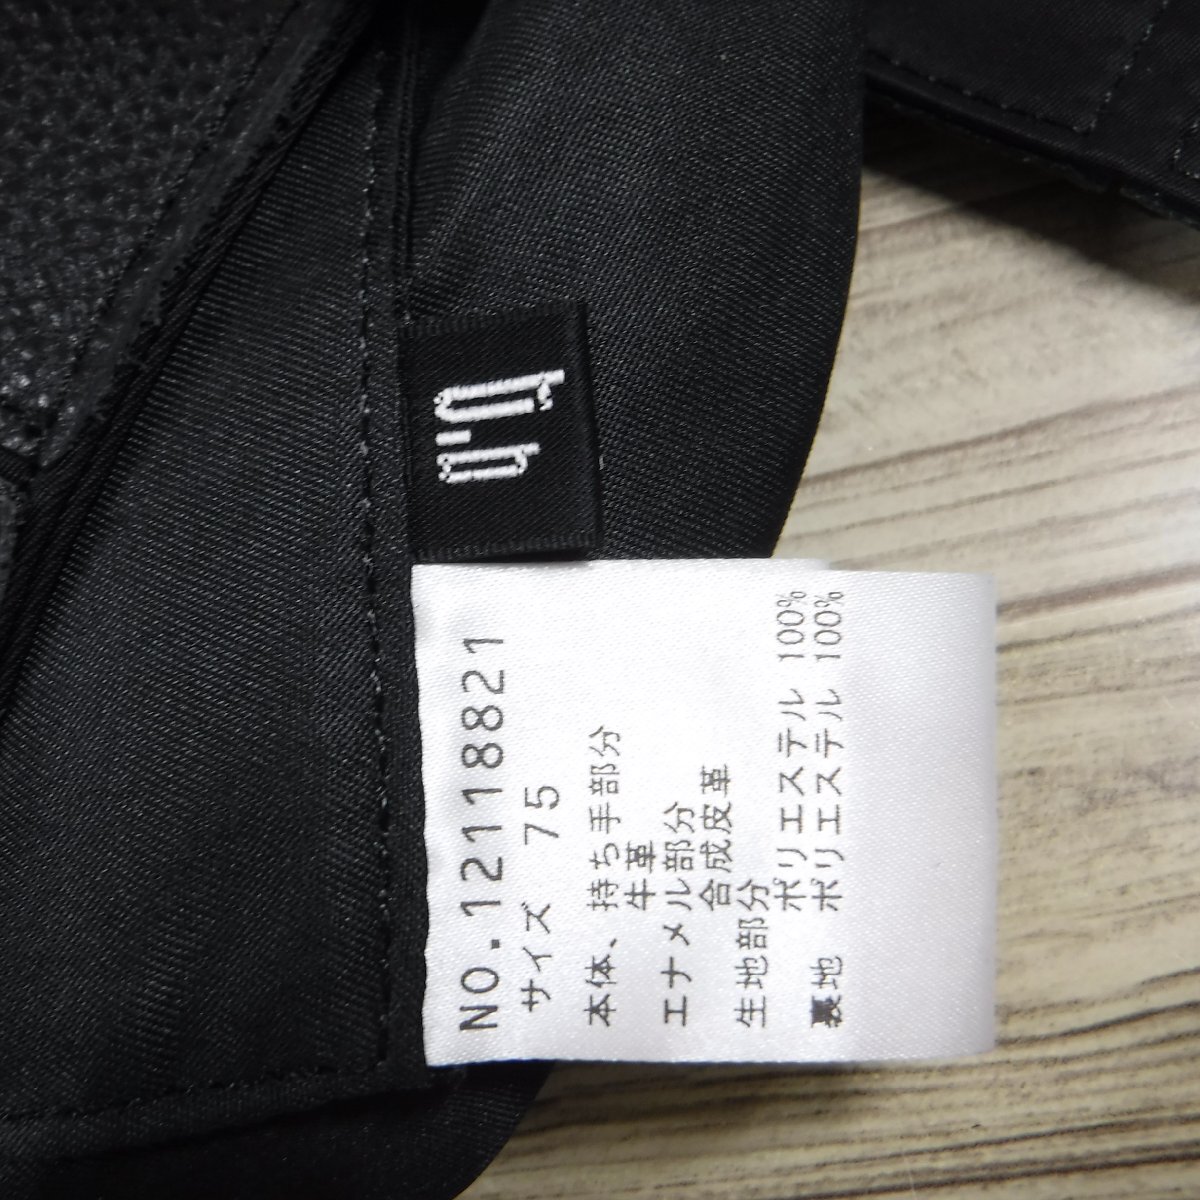 NO.12118821
サイズ 75
本体、持ち手部分
牛革
エナメル部分
合成皮革
生地部分
ポリエステル 100%
裏地 ポリエステル 100%